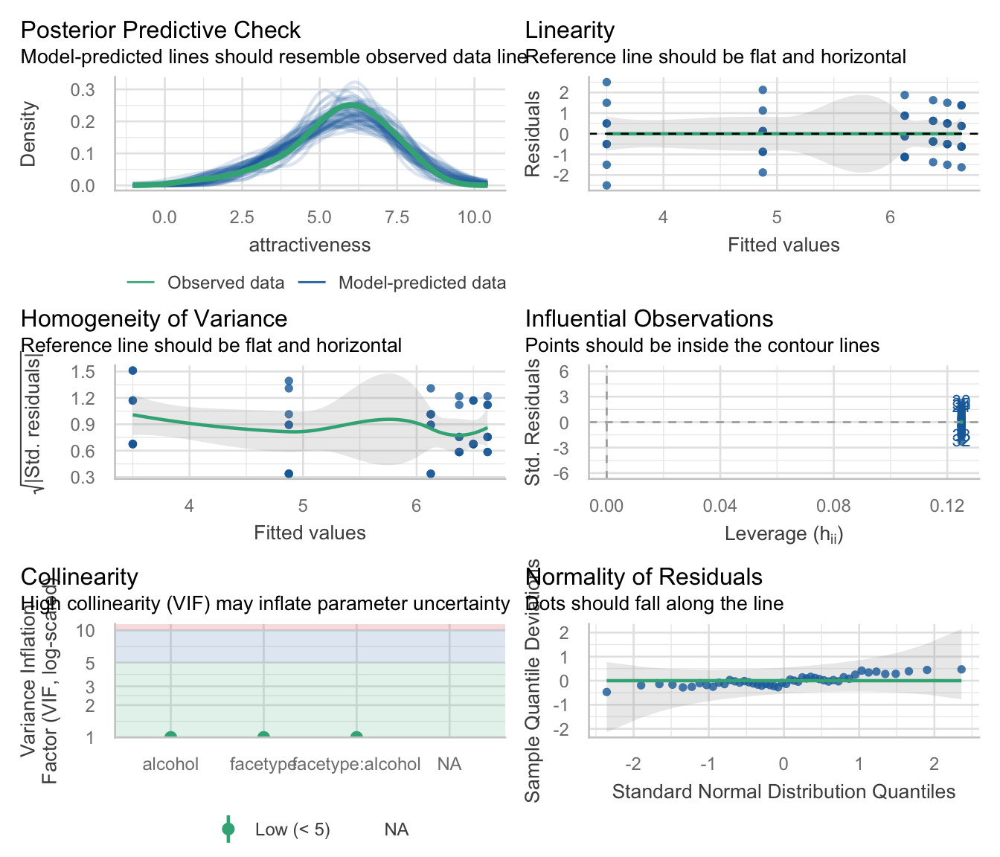 Posterior Predictive Check
Model-predicted lines should resemble observed data line
Density
0.3
0.2
0.1
0.0
0.0 2.5 5.0 7.5 10.0
attractiveness
Observed data Model-predicted data
Linearity
Reference line should be flat and horizontal
Residuals
2
1
0
-1
-2
4 5 6
Fitted values
Homogeneity of Variance
Reference line should be flat and horizontal
√|Std. residuals|
1.5
1.2
0.9
0.6
0.3
4 5 6
Fitted values
Influential Observations
Points should be inside the contour lines
Std. Residuals
6
3
0
-3
-6
0.00 0.04 0.08 0.12
Leverage (hii)
Collinearity
High collinearity (VIF) may inflate parameter uncertainty
Variance Inflation
Factor (VIF, log-scaled)
10
5
3
2
1
alcohol facetype facetype:alcohol NA
Low (< 5) NA
Normality of Residuals
Dots should fall along the line
Sample Quantile Deviations
2
1
0
-1
-2
-2 -1 0 1 2
Standard Normal Distribution Quantiles